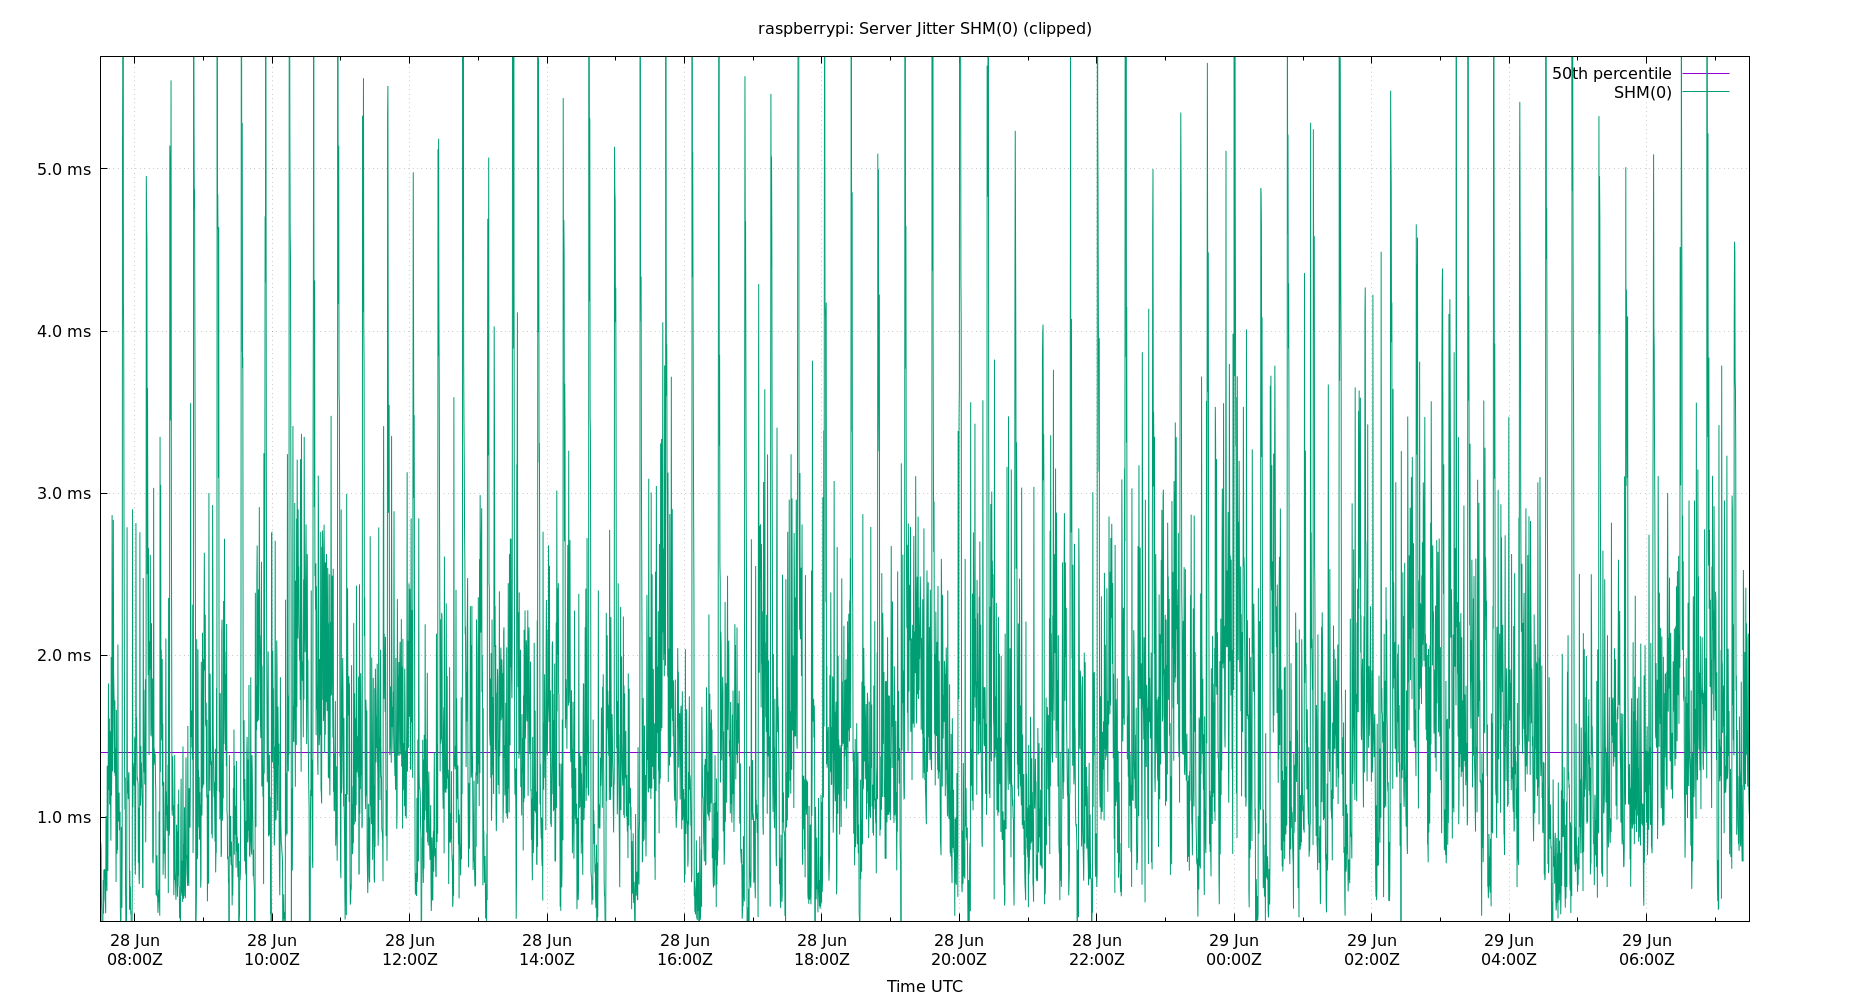 raspberrypi: Server Jitter SHM(0) (clipped)
50th percentile
SHM(0)
5.0 ms
4.0 ms
3.0 ms
2.0 ms
1.0 ms
28 Jun 28 Jun 28 Jun 28 Jun 28 Jun 28 Jun 28 Jun 28 Jun 29 Jun 29 Jun 29 Jun 29 Jun
08:00Z 10:00Z 12:00Z 14:00Z 16:00Z 18:00Z 20:00Z 22:00Z 00:00Z 02:00Z 04:00Z 06:00Z
Time UTC